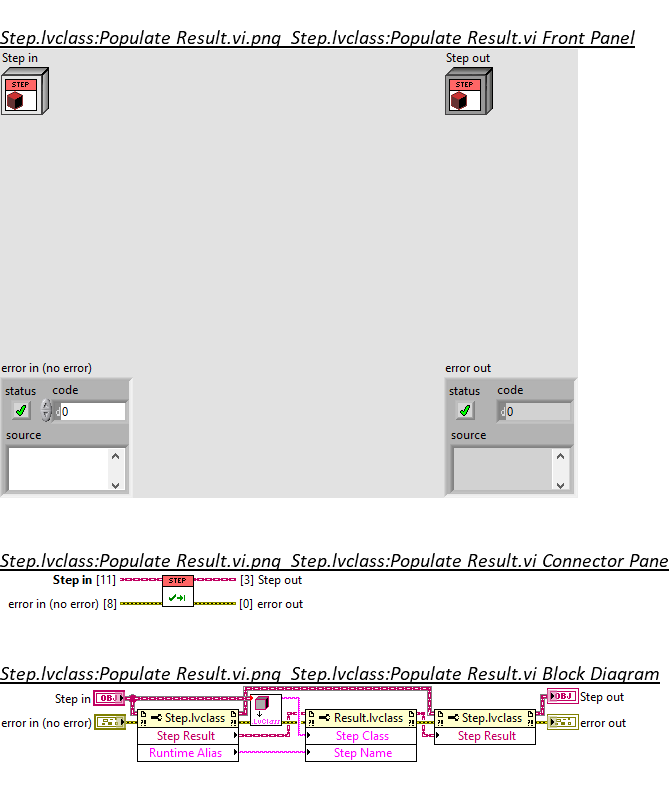 Step.lvclass:Populate Result.vi.png  Step.lvclass:Populate Result.vi Front Panel
Step in Step out
STEP STEP
error in (no error) error out
status code status code
d 0 d 0
source source
Step.lvclass:Populate Result.vi.png  Step.lvclass:Populate Result.vi Connector Pane
Step in [11] STEP [3] Step out
error in (no error) [8] [0] error out
Step.lvclass:Populate Result.vi.png  Step.lvclass:Populate Result.vi Block Diagram
Step in OBJ OBJ Step out
error in (no error) Step.lvclass LvClass Result.lvclass Step.lvclass error out
Step Result Step Class Step Result
Runtime Alias Step Name